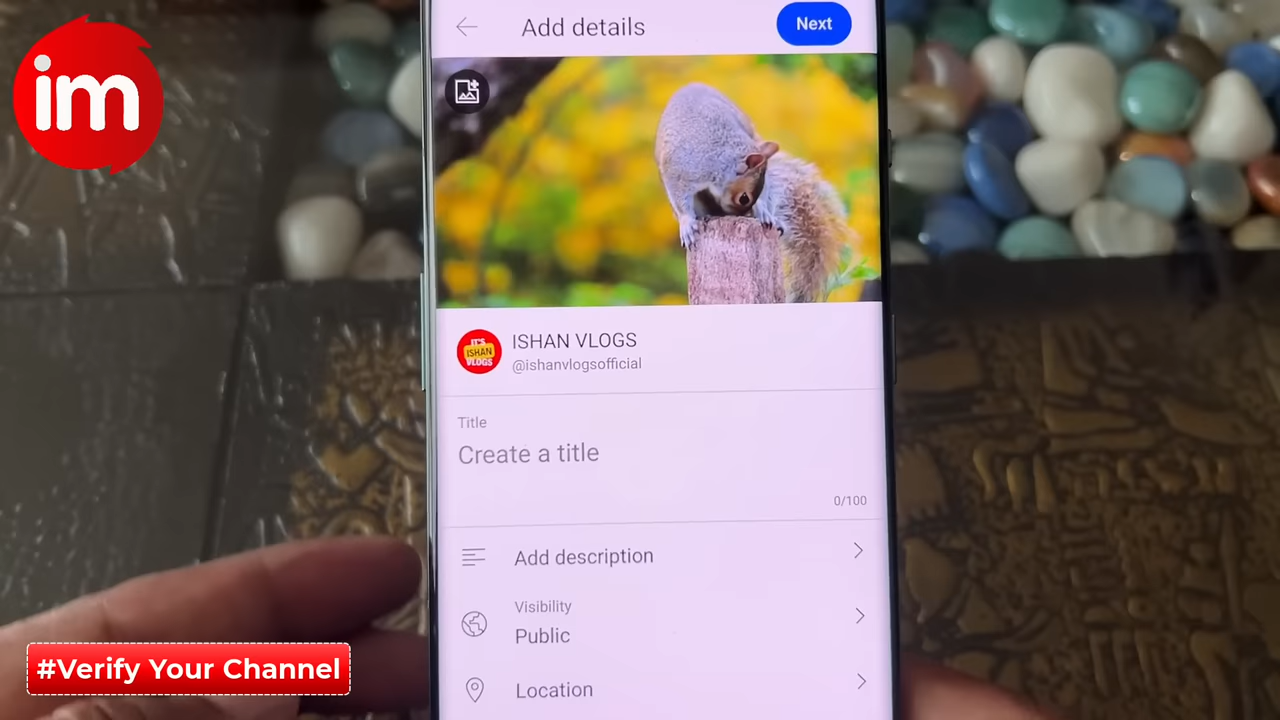 im
Add details
Next
IT'S
ISHAN
VLOGS
ISHAN VLOGS
@ishanvlogsofficial
Title
Create a title
0/100
Add description
Visibility
Public
Location
#Verify Your Channel